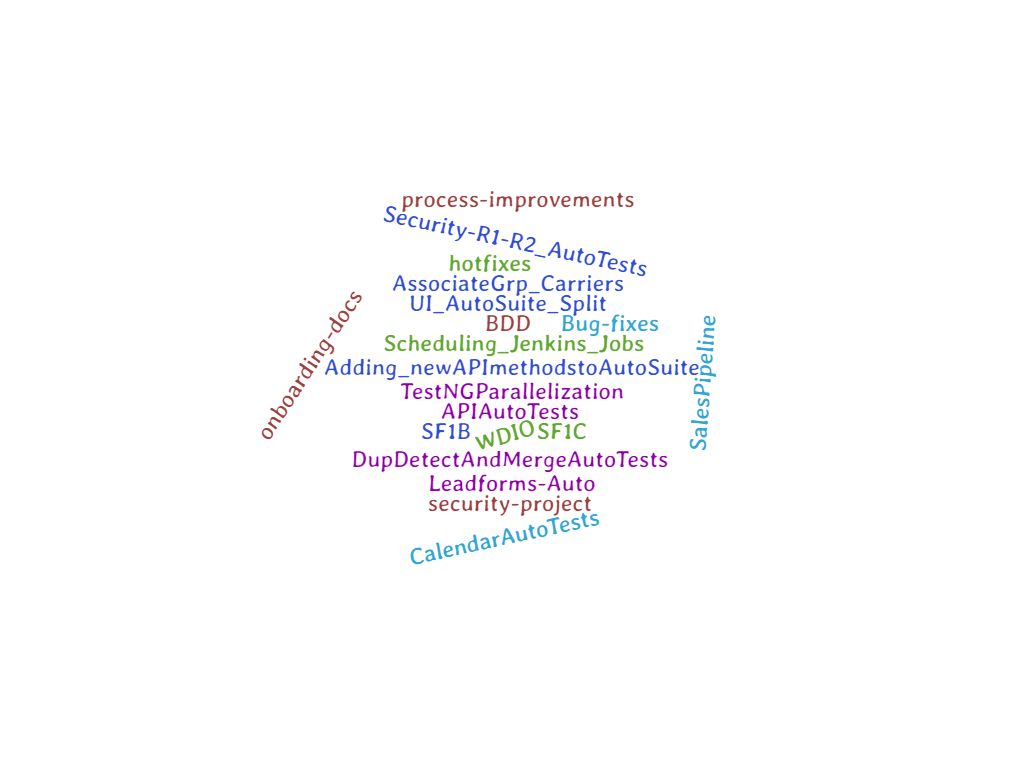 process-improvements
Security-R1-R2_AutoTests
hotfixes
AssociateGrp_Carriers
UI_AutoSuite_Split
BDD
Bug-fixes
onboarding-docs
SalesPipeline
Scheduling_Jenkins_Jobs
Adding_newAPImethodstoAutoSuite
TestNGParallelization
APIAutoTests
SF1B
WDIO
SF1C
DupDetectAndMergeAutoTests
Leadforms-Auto
security-project
CalendarAutoTests